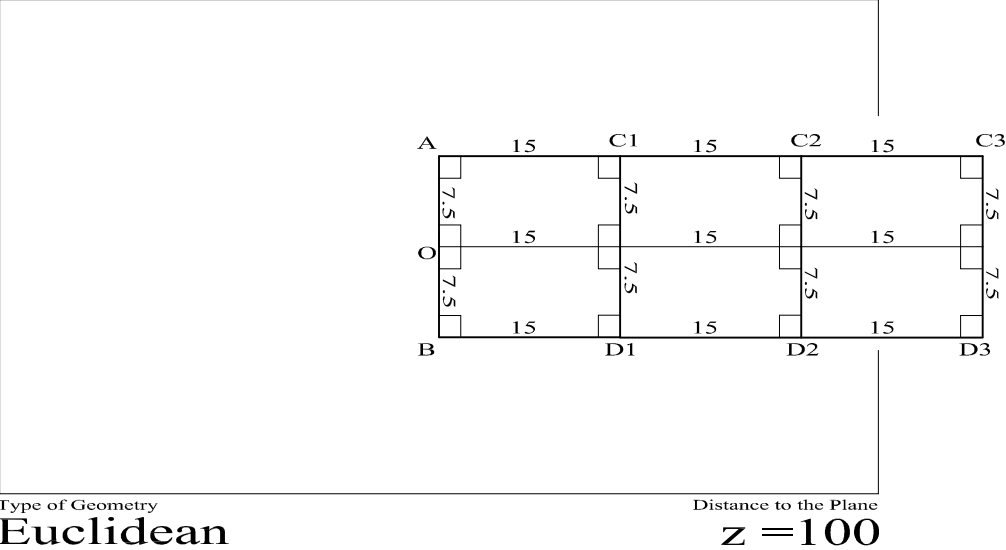 A 15 C1 15 C2 15 C3
7.5 7.5 7.5 7.5
15 15 15
O
7.5 7.5 7.5 7.5
15 15 15
B D1 D2 D3
Type of Geometry Distance to the Plane
Euclidean z =100